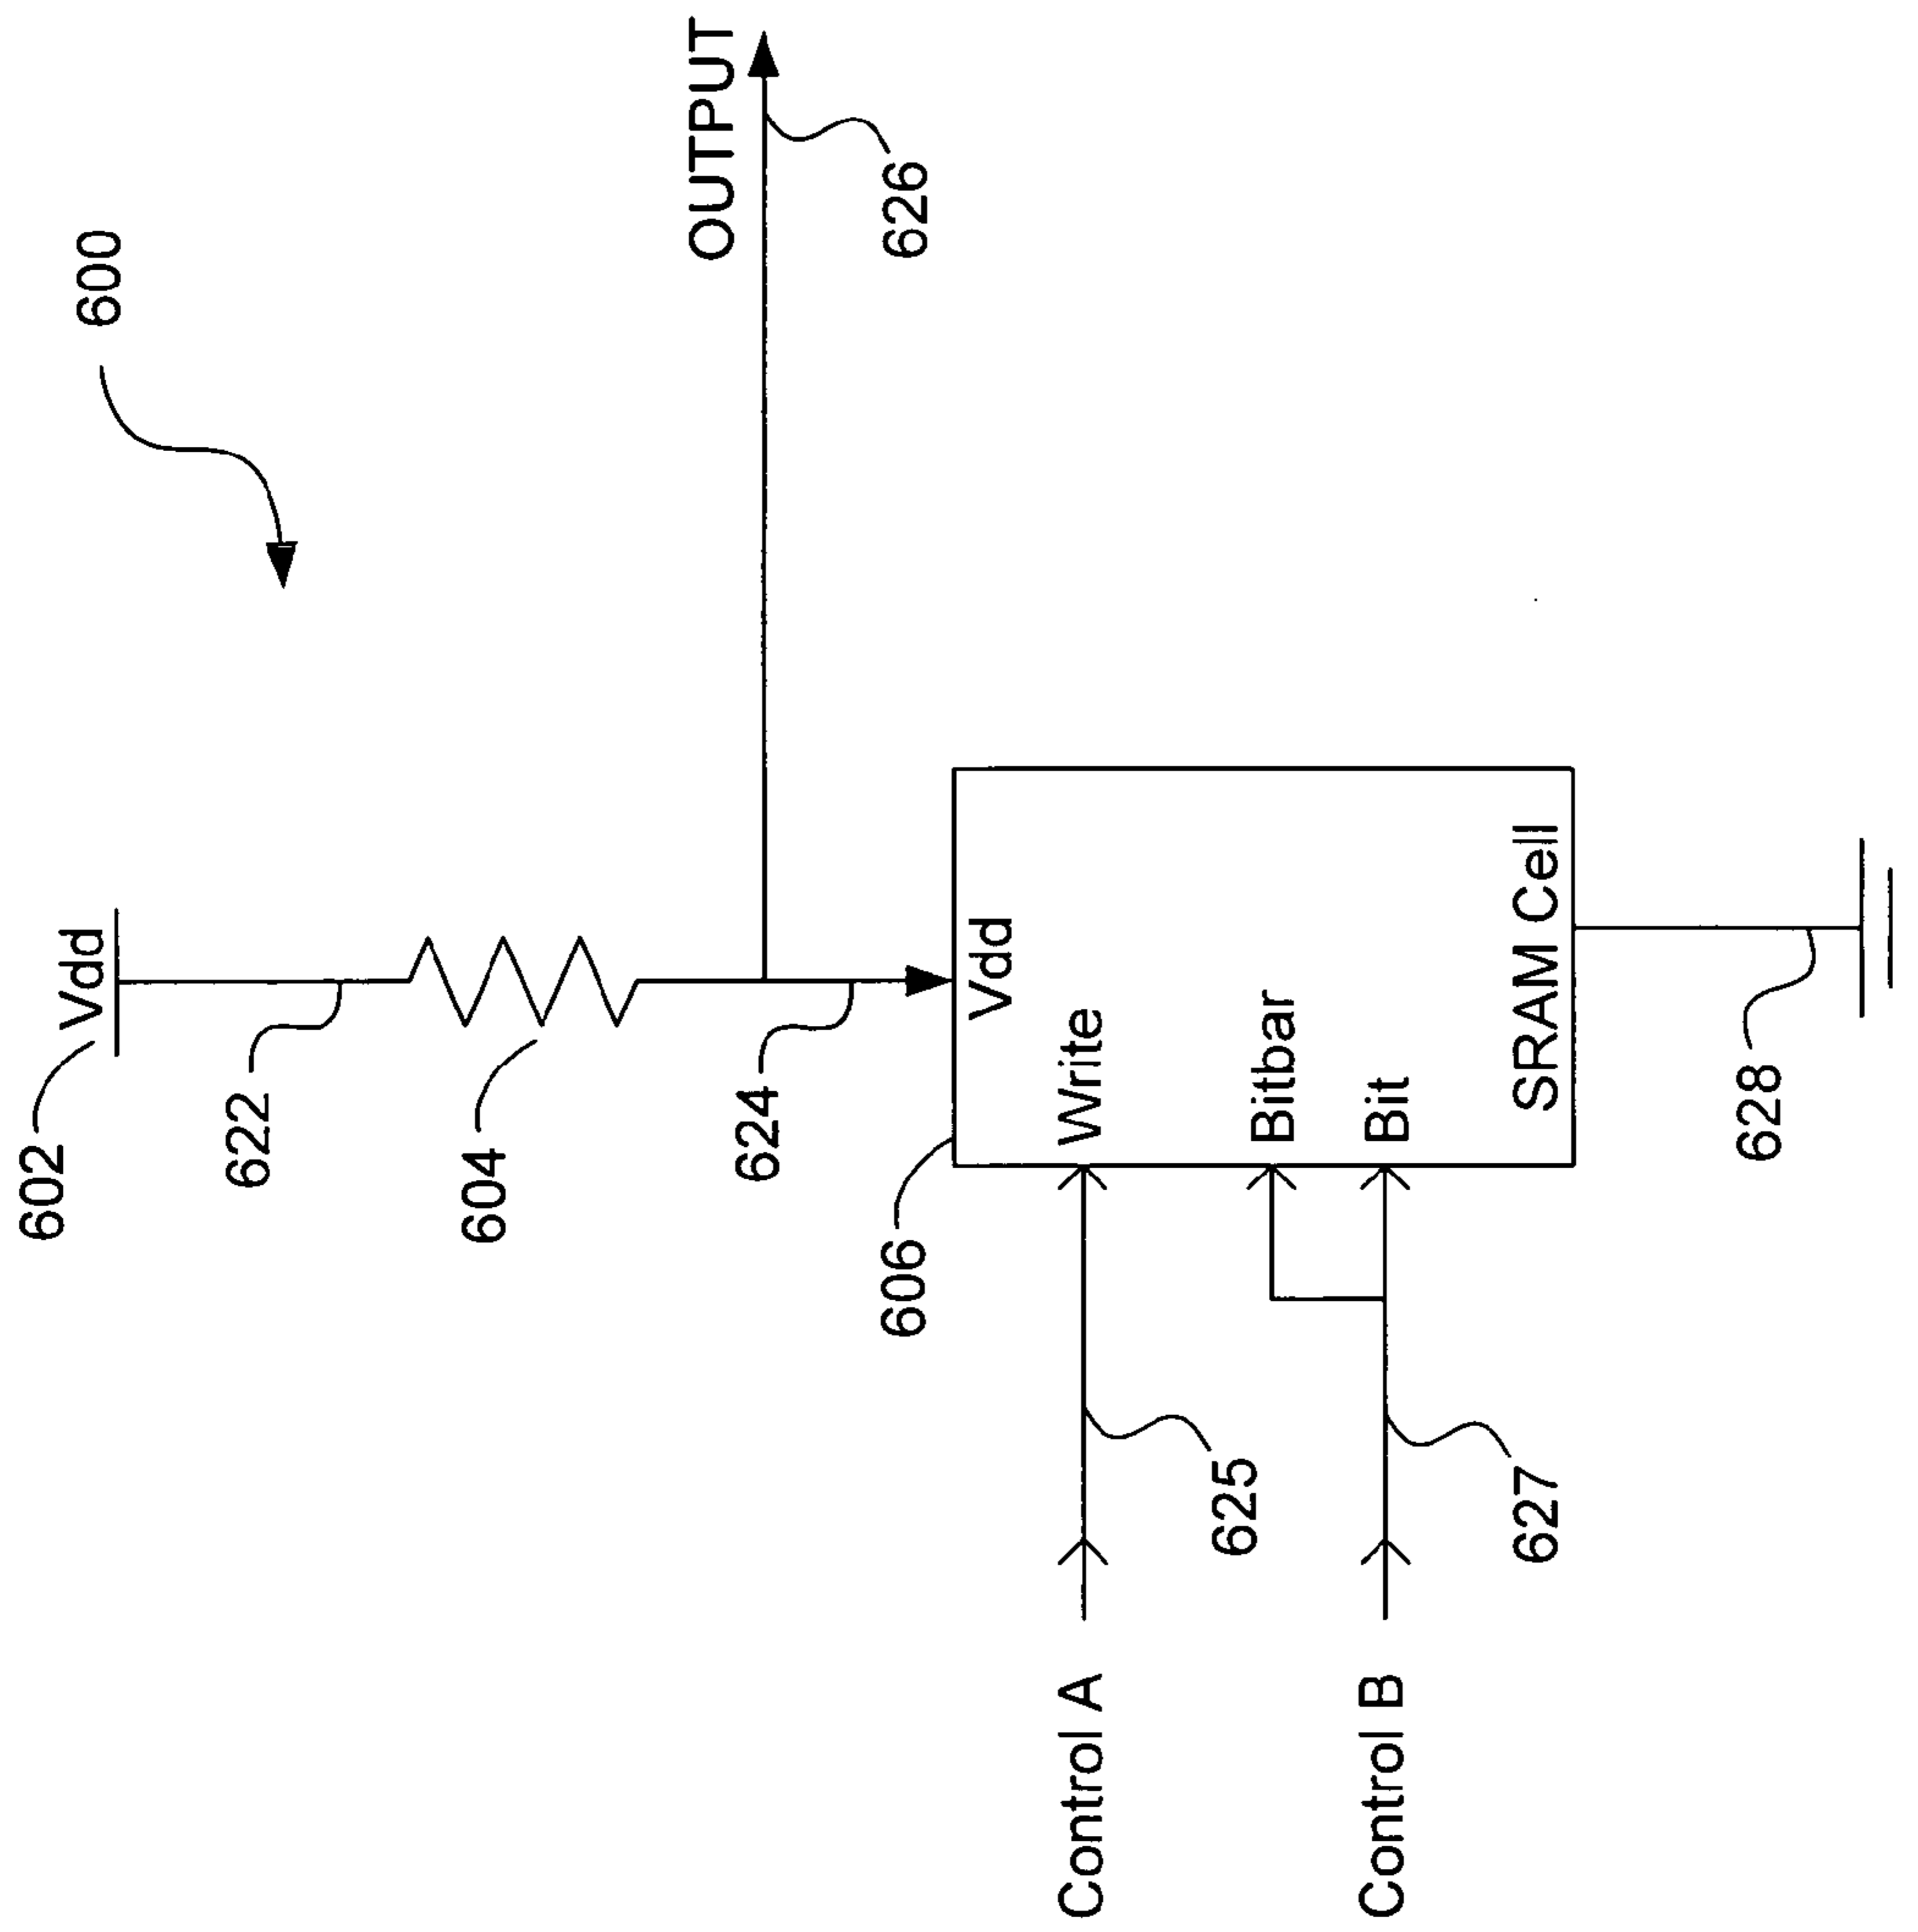 600
Vdd
602
622
604
OUTPUT
626
624
606
Vdd
Write
Bitbar
Bit
SRAM Cell
Control A
625
Control B
627
628